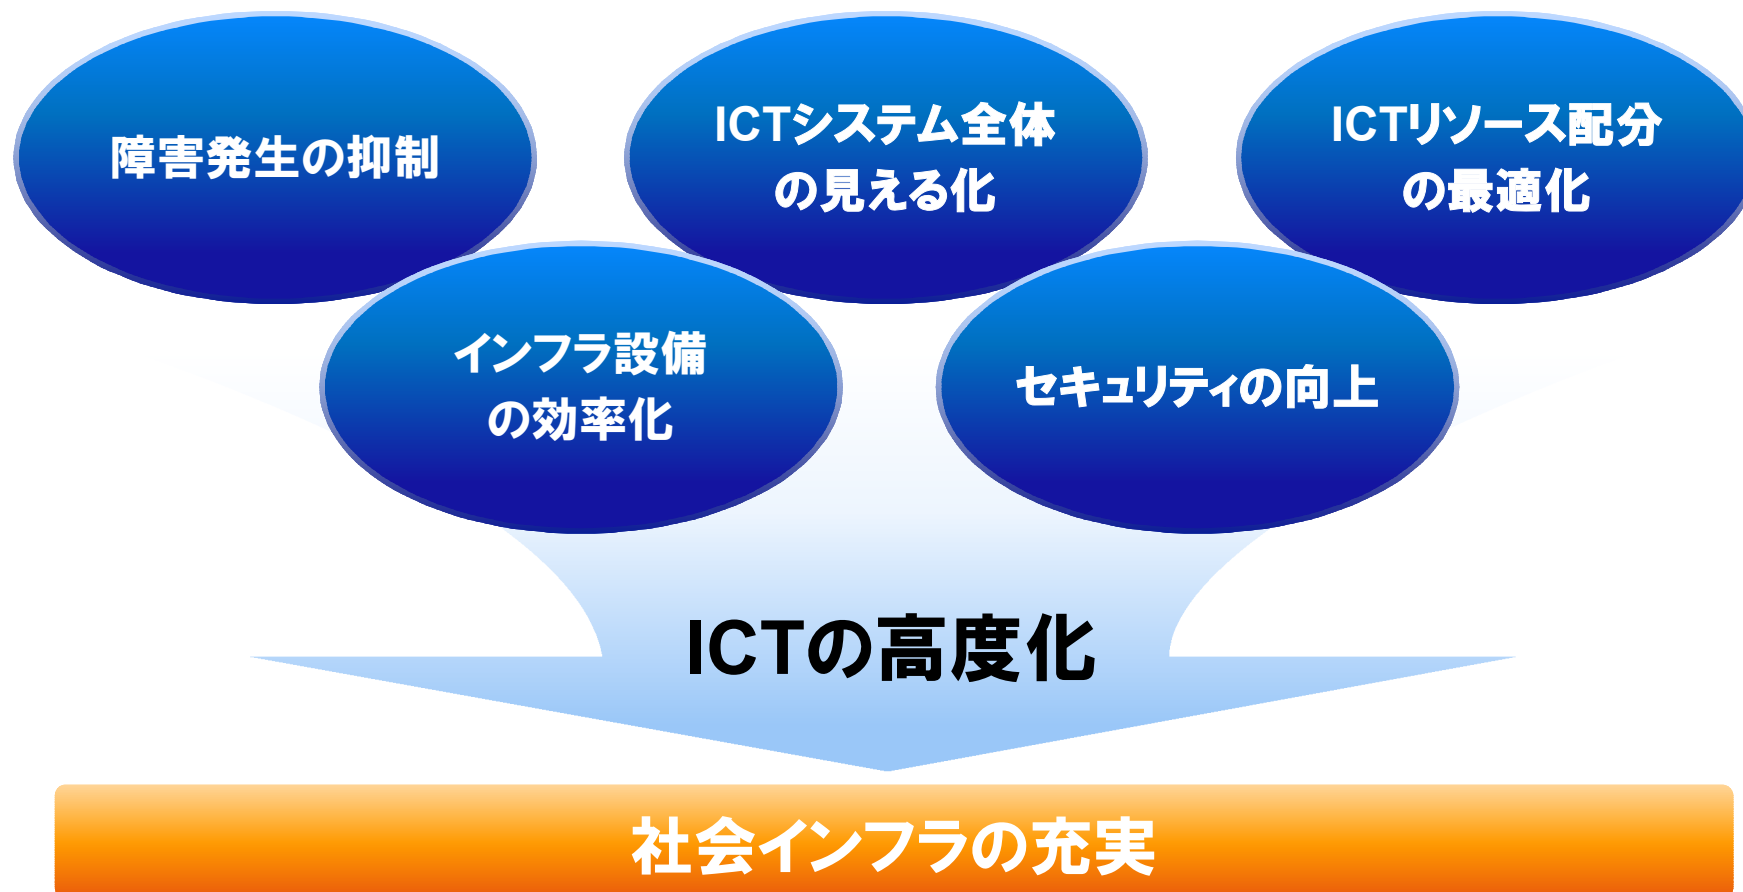 障害発生の抑制
ICTシステム全体
の見える化
ICTリソース配分
の最適化
インフラ設備
の効率化
セキュリティの向上
ICTの高度化
社会インフラの充実